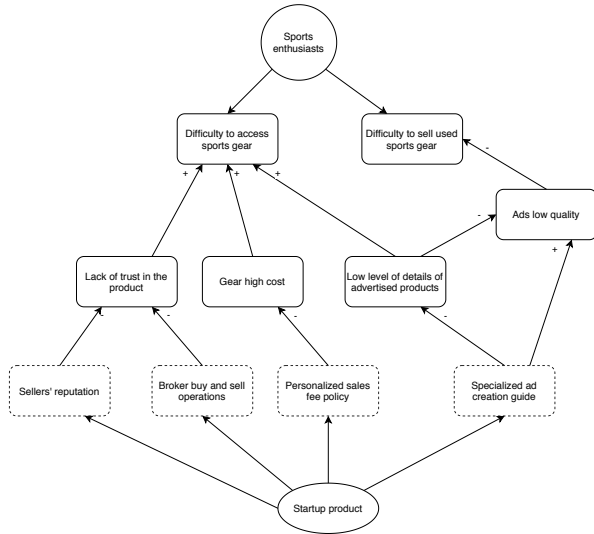 Sports
enthusiasts
Difficulty to access
sports gear
Difficulty to sell used
sports gear
-
+
+
+
Ads low quality
-
+
Lack of trust in the
product
Gear high cost
Low level of details of
advertised products
-
-
-
-
Sellers' reputation
Broker buy and sell
operations
Personalized sales
fee policy
Specialized ad
creation guide
Startup product